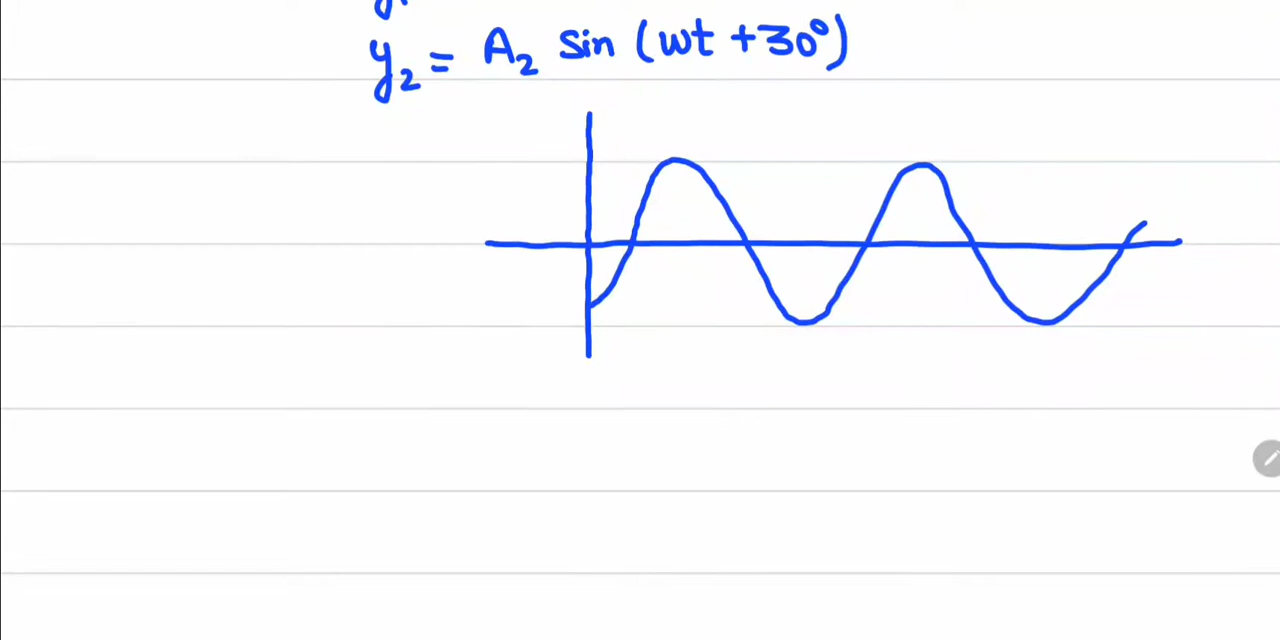 y₂ = A₂ sin (wt +30°)